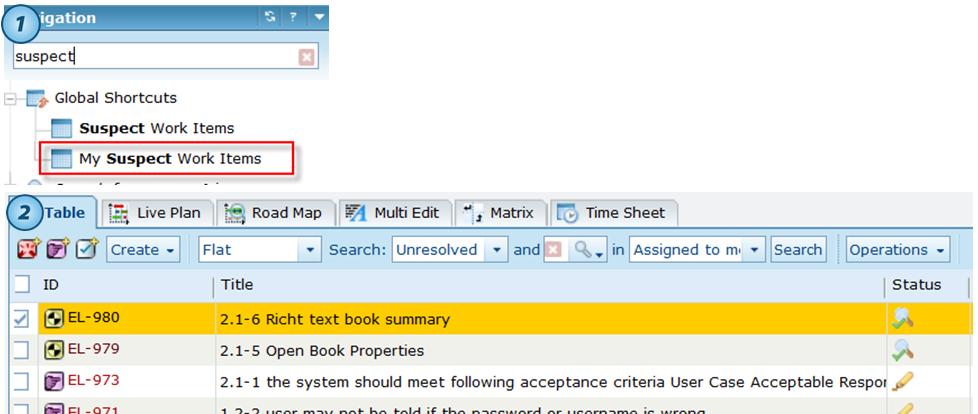 1
igation
?
suspect
Global Shortcuts
Suspect Work Items
My Suspect Work Items
2
Table Live Plan Road Map Multi Edit Matrix Time Sheet
Create Flat Search: Unresolved and in Assigned to m Search Operations
ID Title Status
EL-980 2.1-6 Richt text book summary
EL-979 2.1-5 Open Book Properties
EL-973 2.1-1 the system should meet following acceptance criteria User Case Acceptable Respor
EL-971 1.2-2 user may not be told if the password or username is wrong